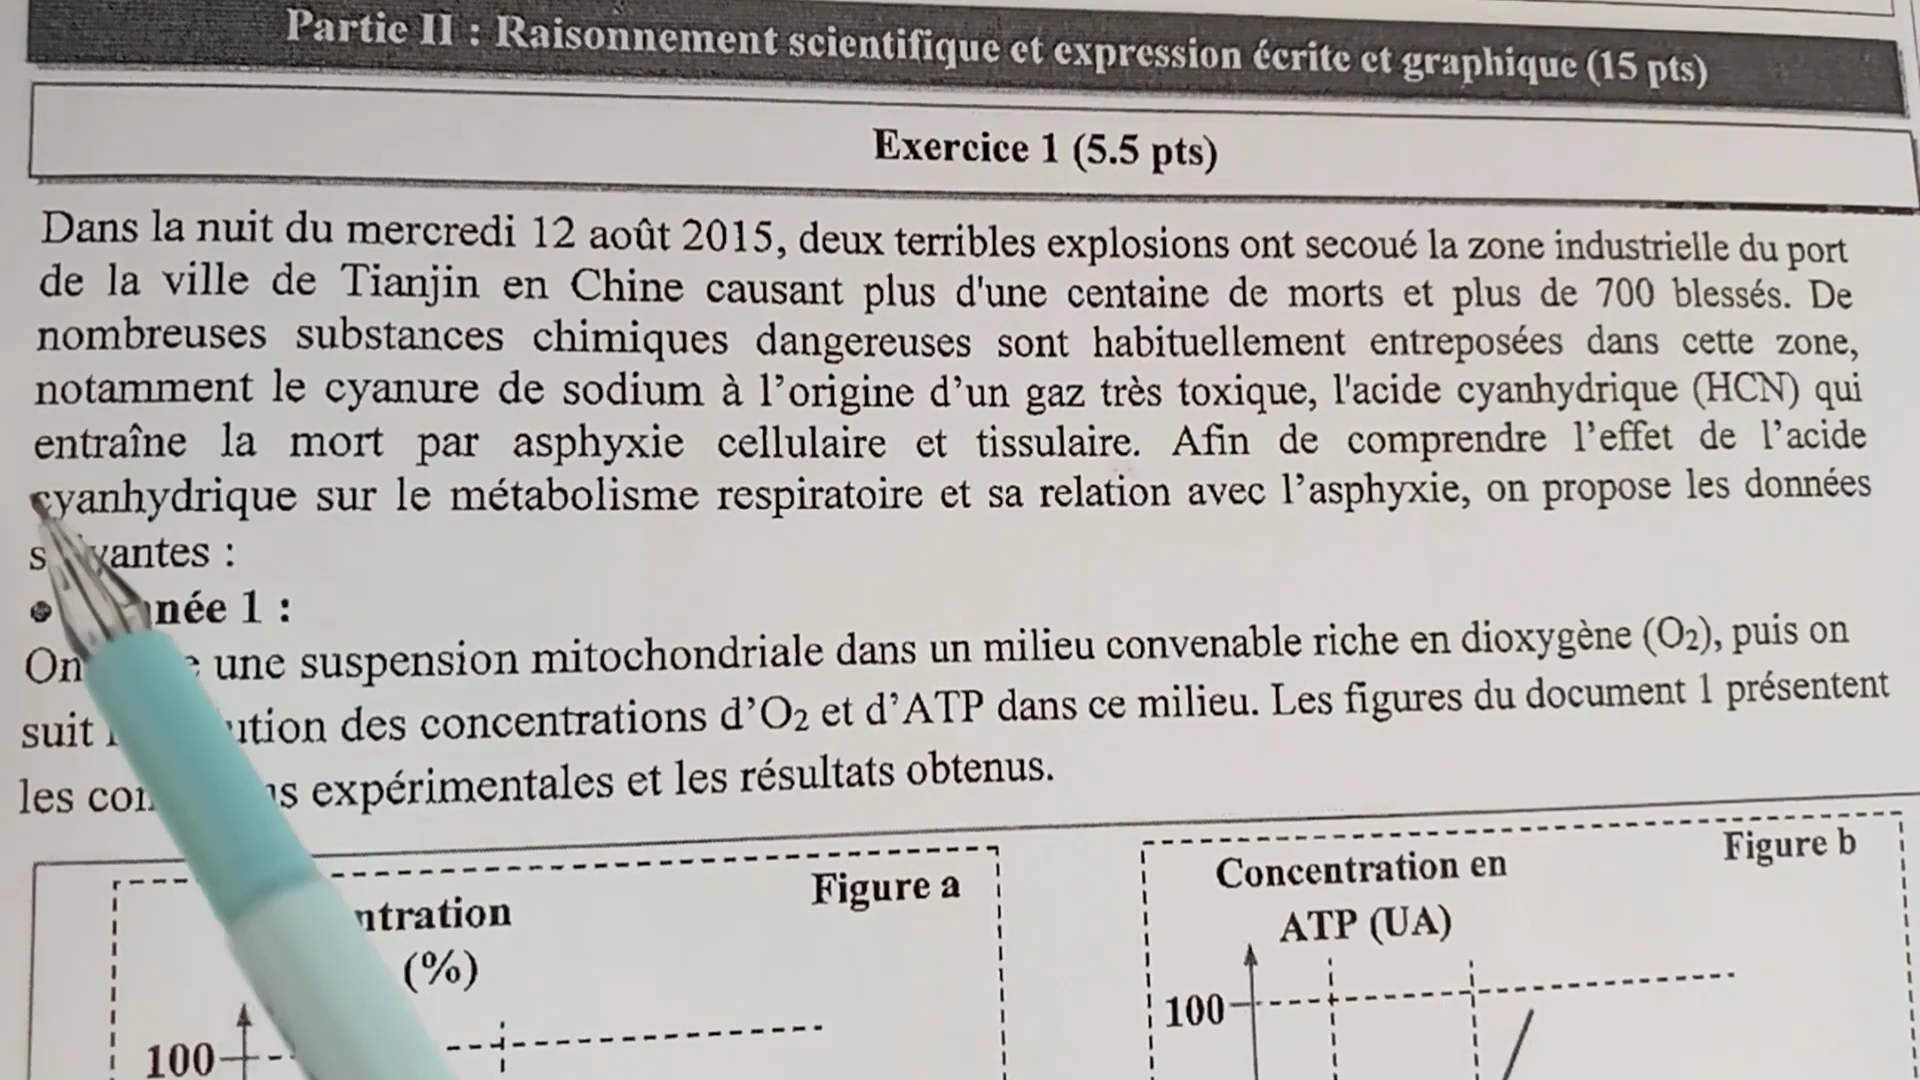 Partie II : Raisonnement scientifique et expression écrite et graphique (15 pts)
Exercice 1 (5.5 pts)
Dans la nuit du mercredi 12 août 2015, deux terribles explosions ont secoué la zone industrielle du port
de la ville de Tianjin en Chine causant plus d'une centaine de morts et plus de 700 blessés. De
nombreuses substances chimiques dangereuses sont habituellement entreposées dans cette zone,
notamment le cyanure de sodium à l'origine d'un gaz très toxique, l'acide cyanhydrique (HCN) qui
entraîne la mort par asphyxie cellulaire et tissulaire. Afin de comprendre l'effet de l'acide
cyanhydrique sur le métabolisme respiratoire et sa relation avec l'asphyxie, on propose les données
: 
née 1 :
On une suspension mitochondriale dans un milieu convenable riche en dioxygène (O2), puis on
suit des concentrations d'O2 et d'ATP dans ce milieu. Les figures du document 1 présentent
les expérimentales et les résultats obtenus.
Figure a
ntration
(%)
100
Figure b
Concentration en
ATP (UA)
100